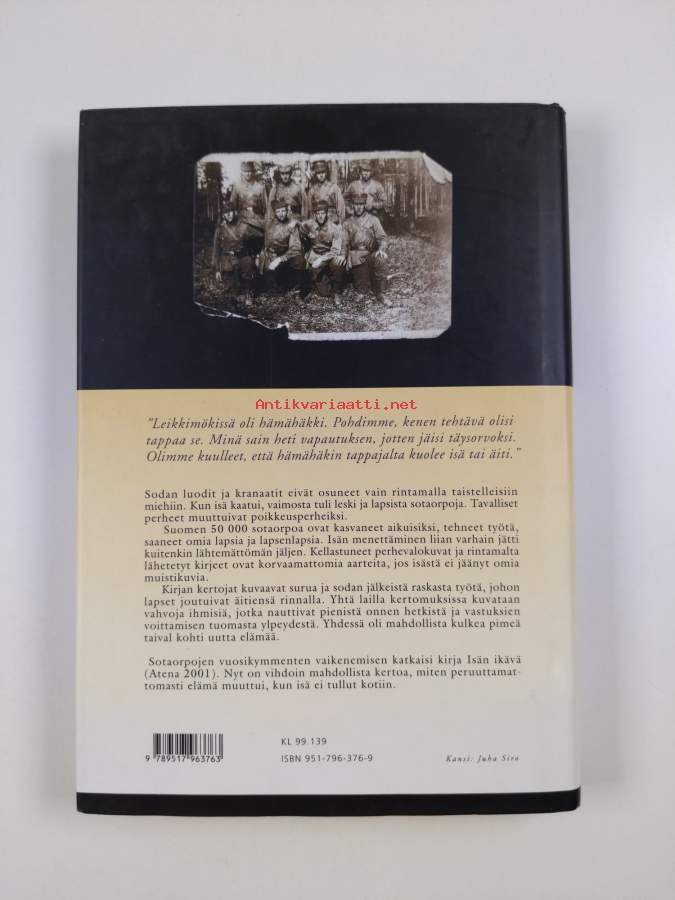 Antikvariaatti.net
"Leikkimökissä oli hämähäkki. Pohdimme, kenen tehtävä olisi
tappaa se. Minä sain heti vapautuksen, jotten jäisi täysorvoksi.
Olimme kuulleet, että hämähäkin tappajalta kuolee isä tai äiti."
Sodan luodit ja kranaatit eivät osuneet vain rintamalla taistelleisiin
miehiin. Kun isä kaatui, vaimosta tuli leski ja lapsista sotaorpoja. Tavalliset
perheet muuttuivat poikkeusperheiksi.
Suomen 50 000 sotaorpoa ovat kasvaneet aikuisiksi, tehneet työtä,
saaneet omia lapsia ja lapsenlapsia. Isän menettäminen liian varhain jätti
kuitenkin lähtemättömän jäljen. Kellastuneet perhevalokuvat ja rintamalta
lähetetyt kirjeet ovat korvaamattomia aarteita, jos isästä ei jäänyt omia
muistikuvia.
Kirjan kertojat kuvaavat surua ja sodan jälkeistä raskasta työtä, johon
lapset joutuivat äitiensä rinnalla. Yhtä lailla kertomuksissa kuvataan
vahvoja ihmisiä, jotka nauttivat pienistä onnen hetkistä ja vastuksien
voittamisen tuomasta ylpeydestä. Yhdessä oli mahdollista kulkea pimeä
taival kohti uutta elämää.
Sotaorpojen vuosikymmenten vaikenemisen katkaisi kirja Isän ikävä
(Atena 2001). Nyt on vihdoin mahdollista kertoa, miten peruuttamat-
tomasti elämä muuttui, kun isä ei tullut kotiin.
KL 99.139
9 789517 963763
ISBN 951-796-376-9
Kansi: Juha Siro